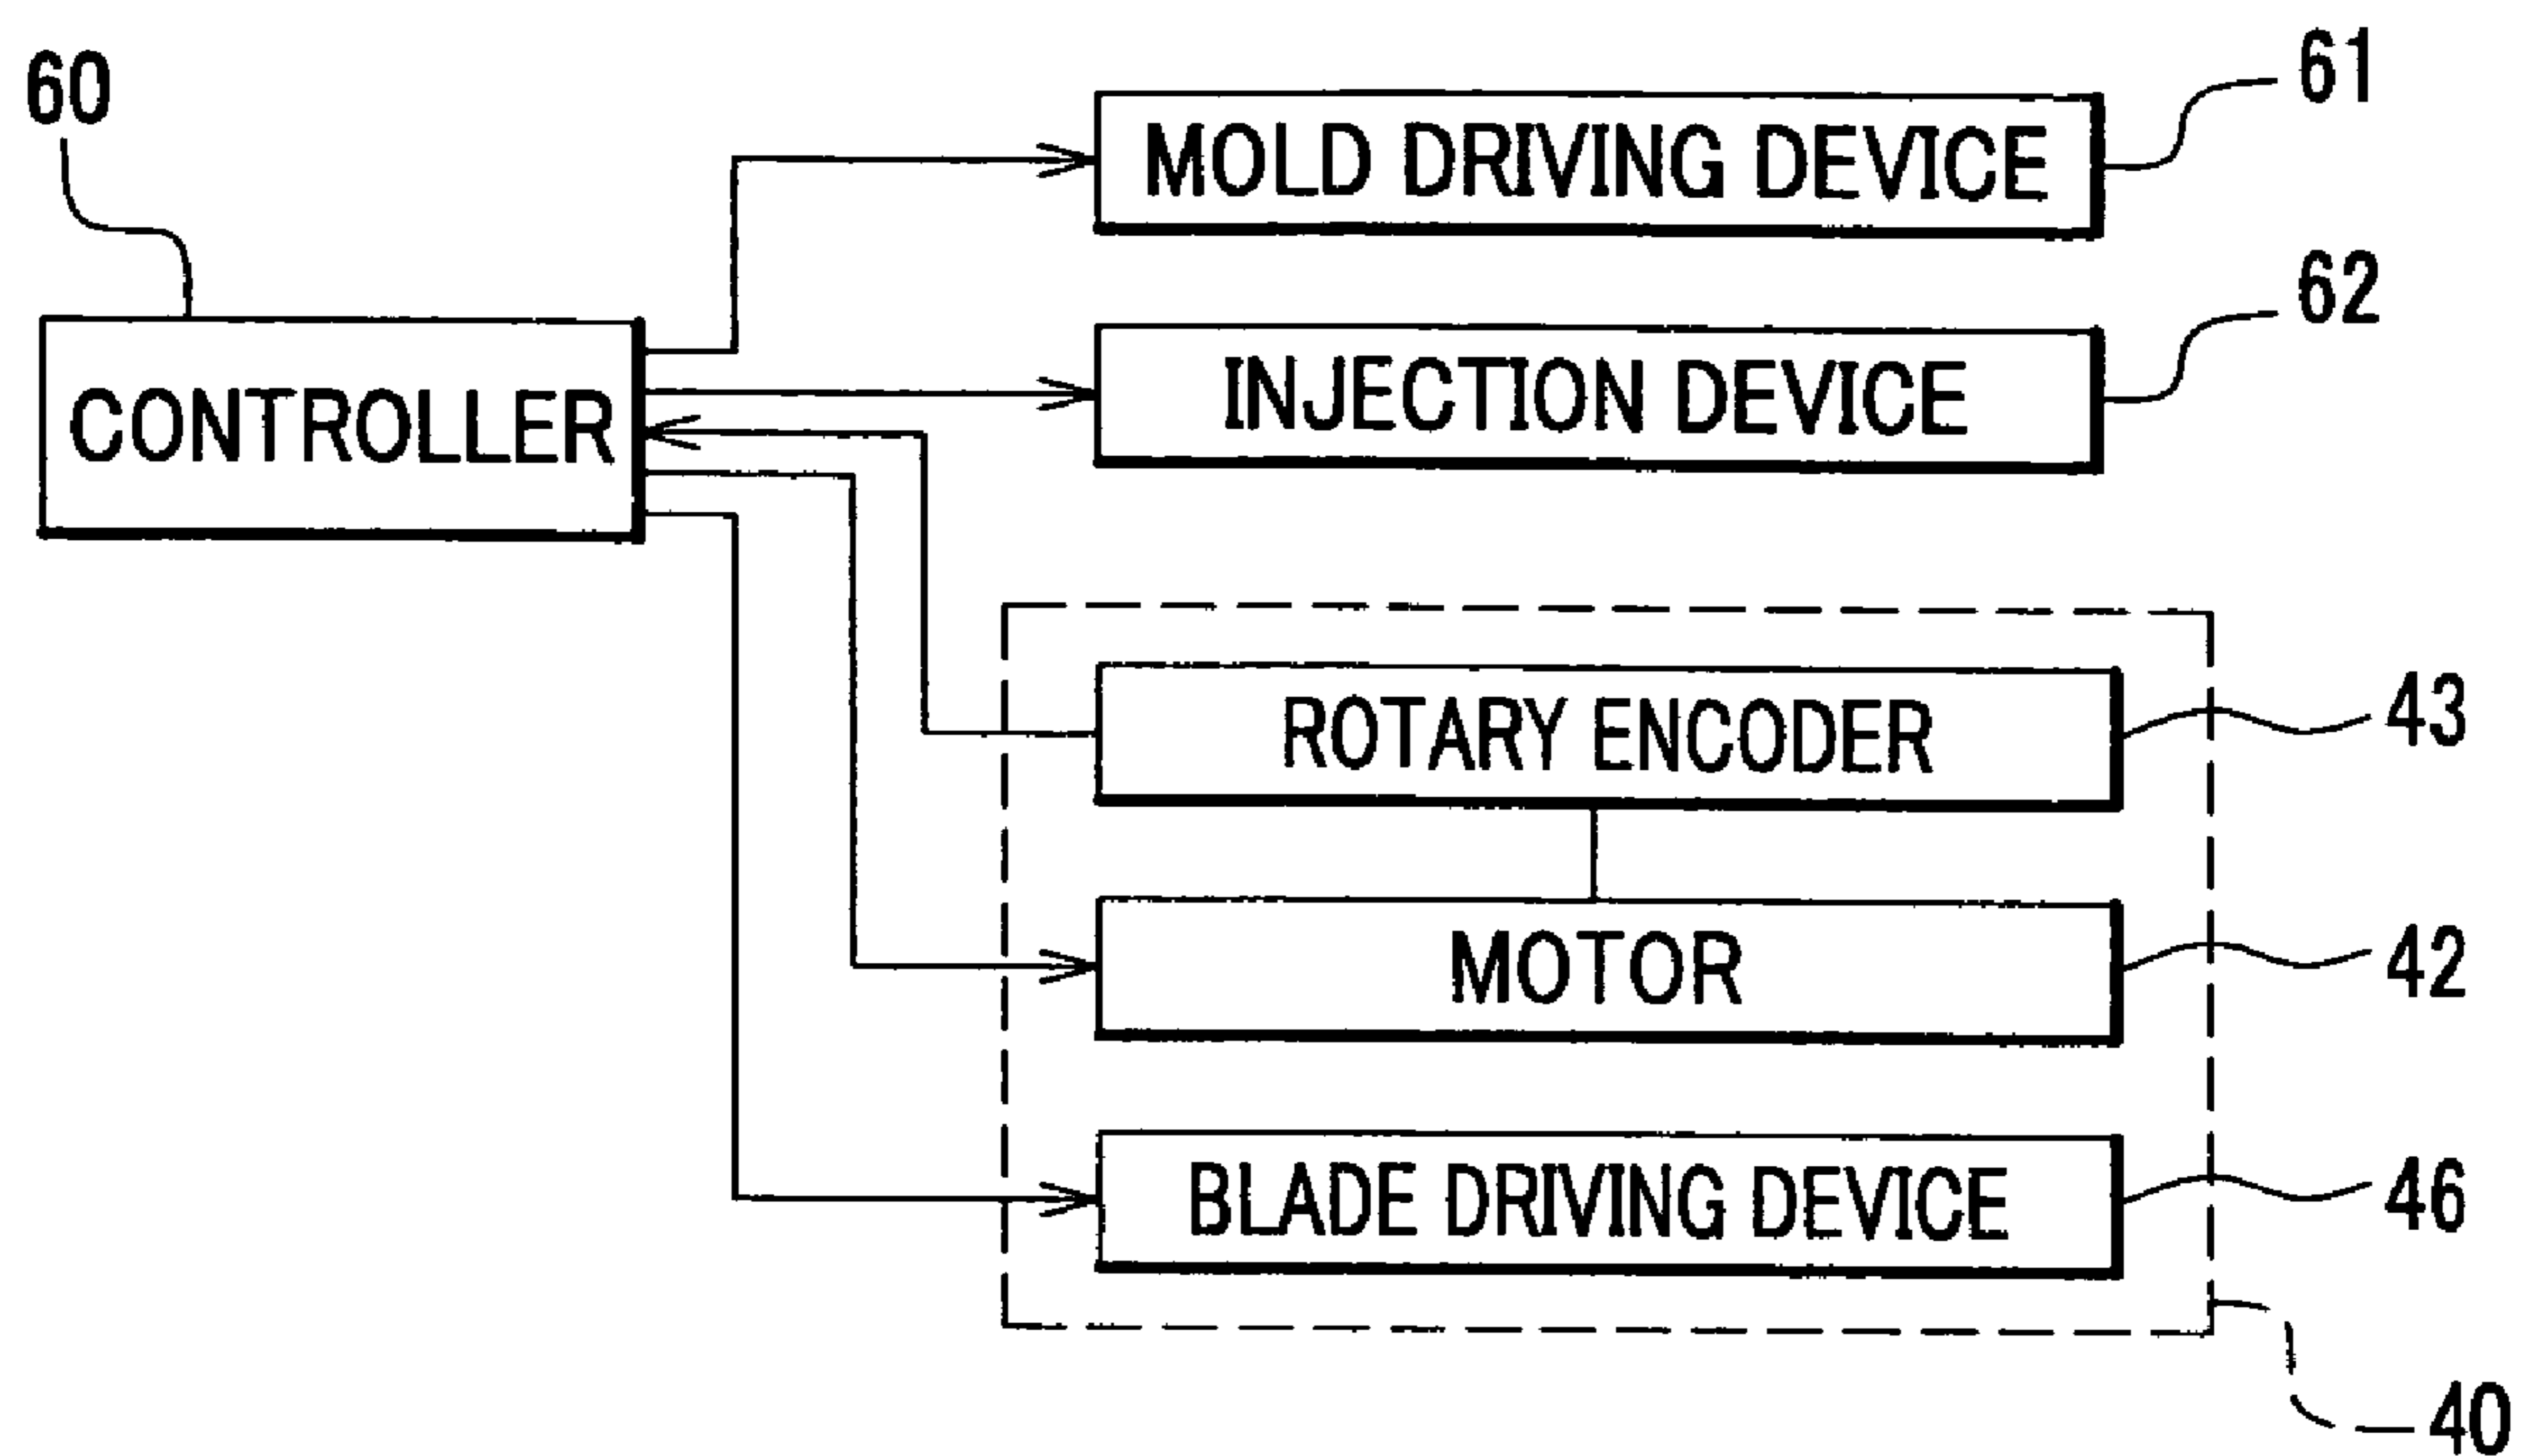 60
CONTROLLER
MOLD DRIVING DEVICE
61
INJECTION DEVICE
62
ROTARY ENCODER
43
MOTOR
42
BLADE DRIVING DEVICE
46
40